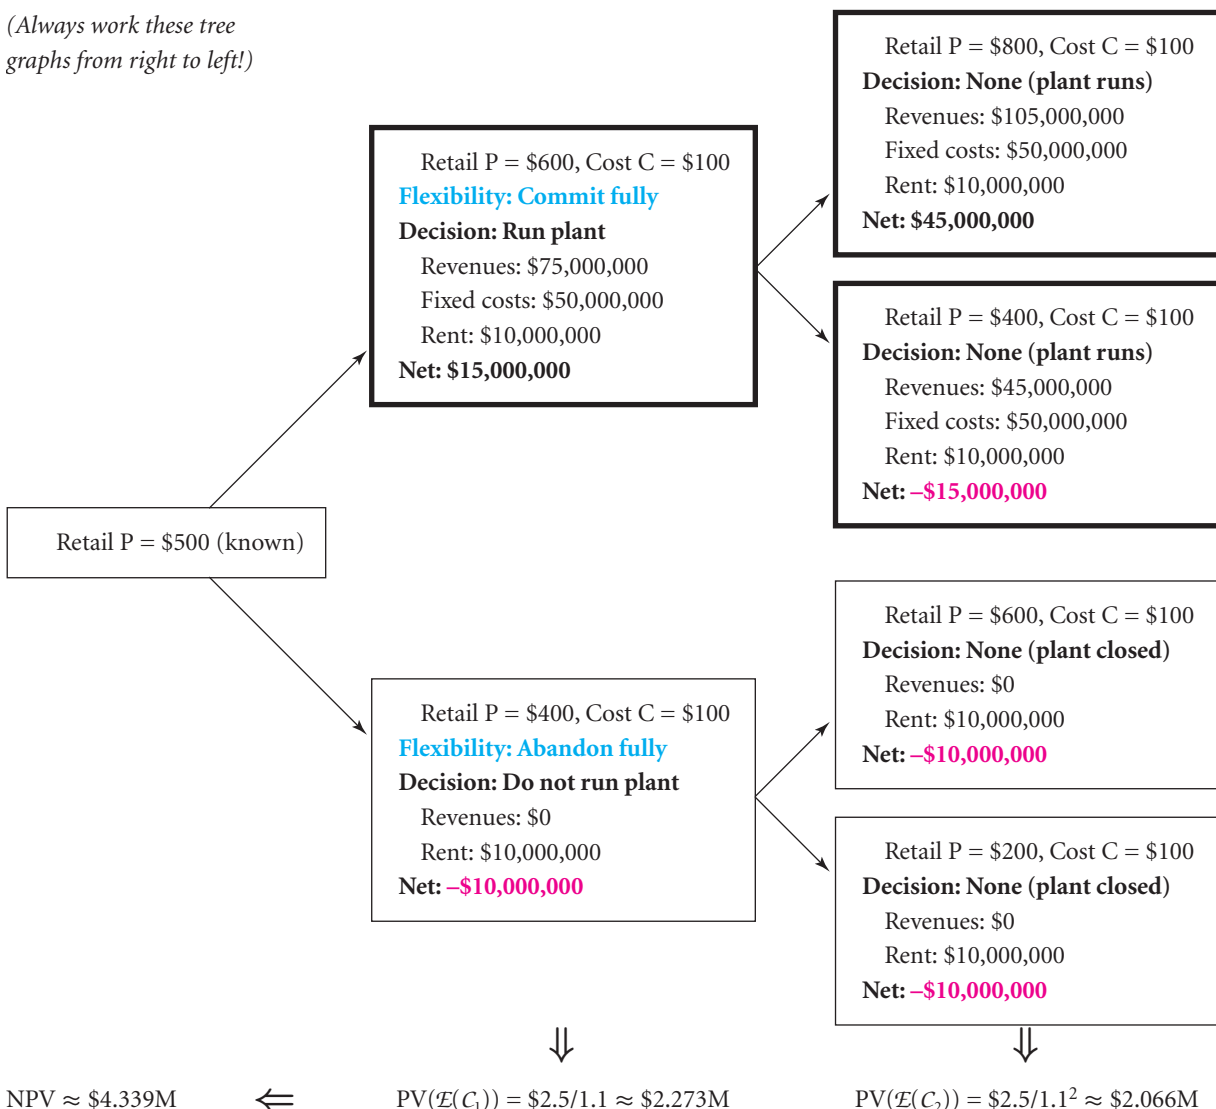 (Always work these tree
graphs from right to left!)
Retail P = $500 (known)
Retail P = $600, Cost C = $100
Flexibility: Commit fully
Decision: Run plant
Revenues: $75,000,000
Fixed costs: $50,000,000
Rent: $10,000,000
Net: $15,000,000
Retail P = $400, Cost C = $100
Flexibility: Abandon fully
Decision: Do not run plant
Revenues: $0
Rent: $10,000,000
Net: –$10,000,000
Retail P = $800, Cost C = $100
Decision: None (plant runs)
Revenues: $105,000,000
Fixed costs: $50,000,000
Rent: $10,000,000
Net: $45,000,000
Retail P = $400, Cost C = $100
Decision: None (plant runs)
Revenues: $45,000,000
Fixed costs: $50,000,000
Rent: $10,000,000
Net: –$15,000,000
Retail P = $600, Cost C = $100
Decision: None (plant closed)
Revenues: $0
Rent: $10,000,000
Net: –$10,000,000
Retail P = $200, Cost C = $100
Decision: None (plant closed)
Revenues: $0
Rent: $10,000,000
Net: –$10,000,000
⇓ ⇓
NPV ≈ $4.339M ⇐ PV(ℰ(C₁)) = $2.5/1.1 ≈ $2.273M PV(ℰ(C₂)) = $2.5/1.1² ≈ $2.066M